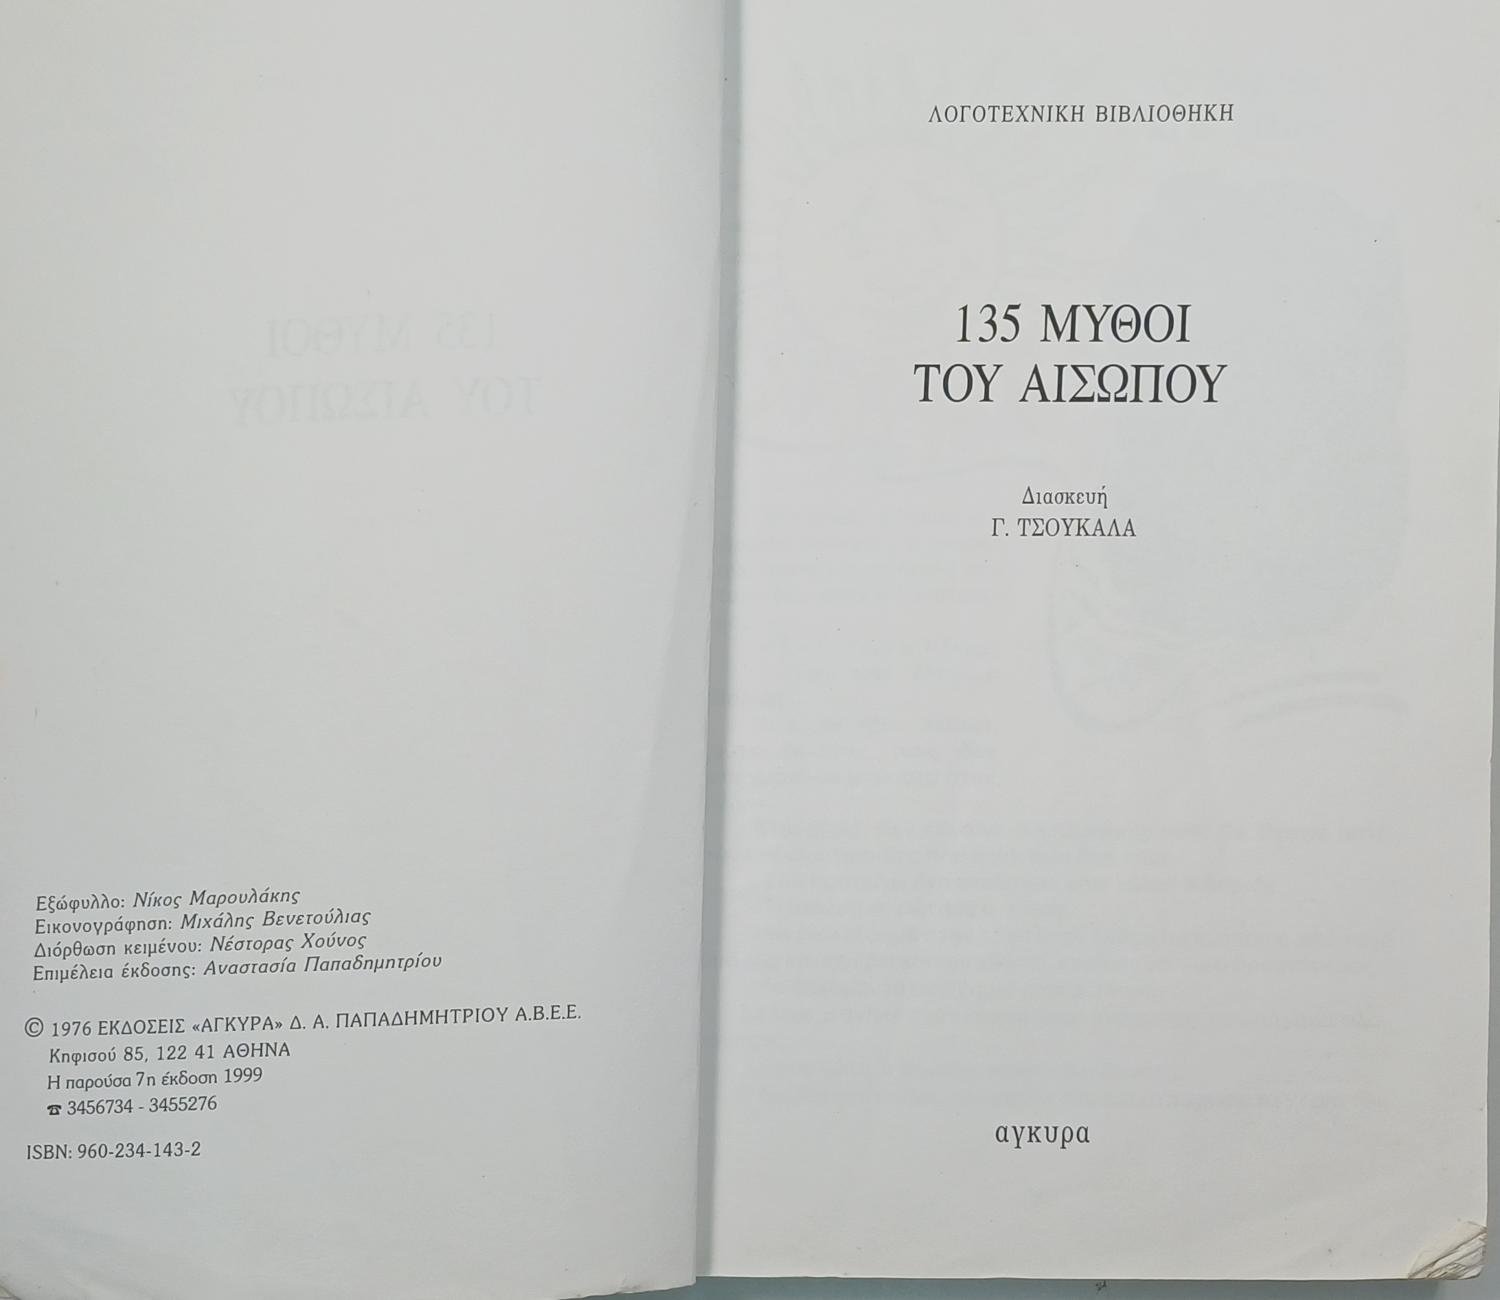 Εξώφυλλο: Νίκος Μαρουλάκης
Εικονογράφηση: Μιχάλης Βενετούλιας
Διόρθωση κειμένου: Νέστορας Χούνος
Επιμέλεια έκδοσης: Αναστασία Παπαδημητρίου
© 1976 ΕΚΔΟΣΕΙΣ «ΑΓΚΥΡΑ» Δ. Α. ΠΑΠΑΔΗΜΗΤΡΙΟΥ Α.Β.Ε.Ε.
Κηφισού 85, 122 41 ΑΘΗΝΑ
Η παρούσα 7η έκδοση 1999
☎ 3456734 - 3455276
ISBN: 960-234-143-2
ΛΟΓΟΤΕΧΝΙΚΗ ΒΙΒΛΙΟΘΗΚΗ
135 ΜΥΘΟΙ
ΤΟΥ ΑΙΣΩΠΟΥ
Διασκευή
Γ. ΤΣΟΥΚΑΛΑ
αγκυρα